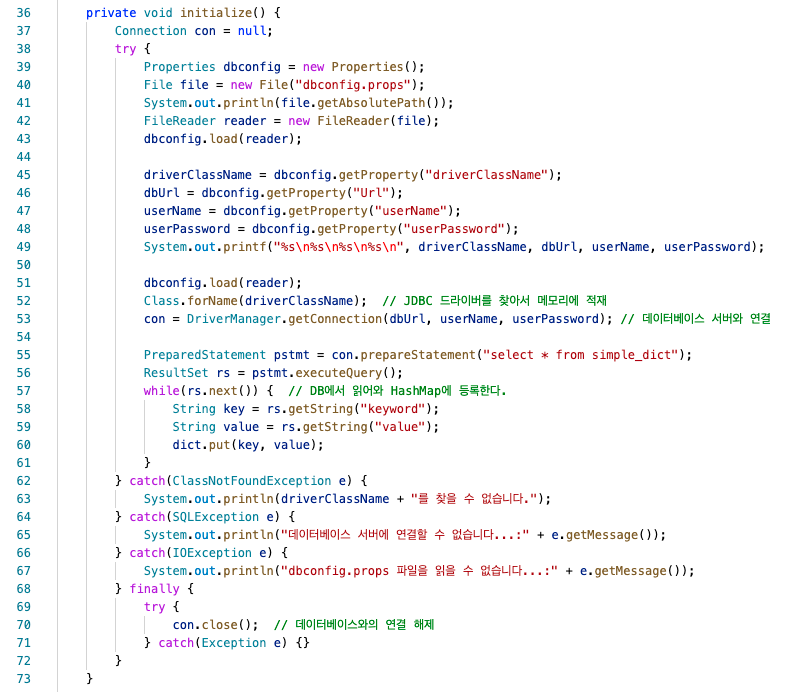 36 private void initialize() {
37 Connection con = null;
38 try {
39 Properties dbconfig = new Properties();
40 File file = new File("dbconfig.props");
41 System.out.println(file.getAbsolutePath());
42 FileReader reader = new FileReader(file);
43 dbconfig.load(reader);
44
45 driverClassName = dbconfig.getProperty("driverClassName");
46 dbUrl = dbconfig.getProperty("Url");
47 userName = dbconfig.getProperty("userName");
48 userPassword = dbconfig.getProperty("userPassword");
49 System.out.printf("%s\n%s\n%s\n%s\n", driverClassName, dbUrl, userName, userPassword);
50
51 dbconfig.load(reader);
52 Class.forName(driverClassName); // JDBC 드라이버를 찾아서 메모리에 적재
53 con = DriverManager.getConnection(dbUrl, userName, userPassword); // 데이터베이스 서버와 연결
54
55 PreparedStatement pstmt = con.prepareStatement("select * from simple_dict");
56 ResultSet rs = pstmt.executeQuery();
57 while(rs.next()) { // DB에서 읽어와 HashMap에 등록한다.
58 String key = rs.getString("keyword");
59 String value = rs.getString("value");
60 dict.put(key, value);
61 }
62 } catch(ClassNotFoundException e) {
63 System.out.println(driverClassName + "를 찾을 수 없습니다.");
64 } catch(SQLException e) {
65 System.out.println("데이터베이스 서버에 연결할 수 없습니다...:" + e.getMessage());
66 } catch(IOException e) {
67 System.out.println("dbconfig.props 파일을 읽을 수 없습니다...:" + e.getMessage());
68 } finally {
69 try {
70 con.close(); // 데이터베이스와의 연결 해제
71 } catch(Exception e) {}
72 }
73 }